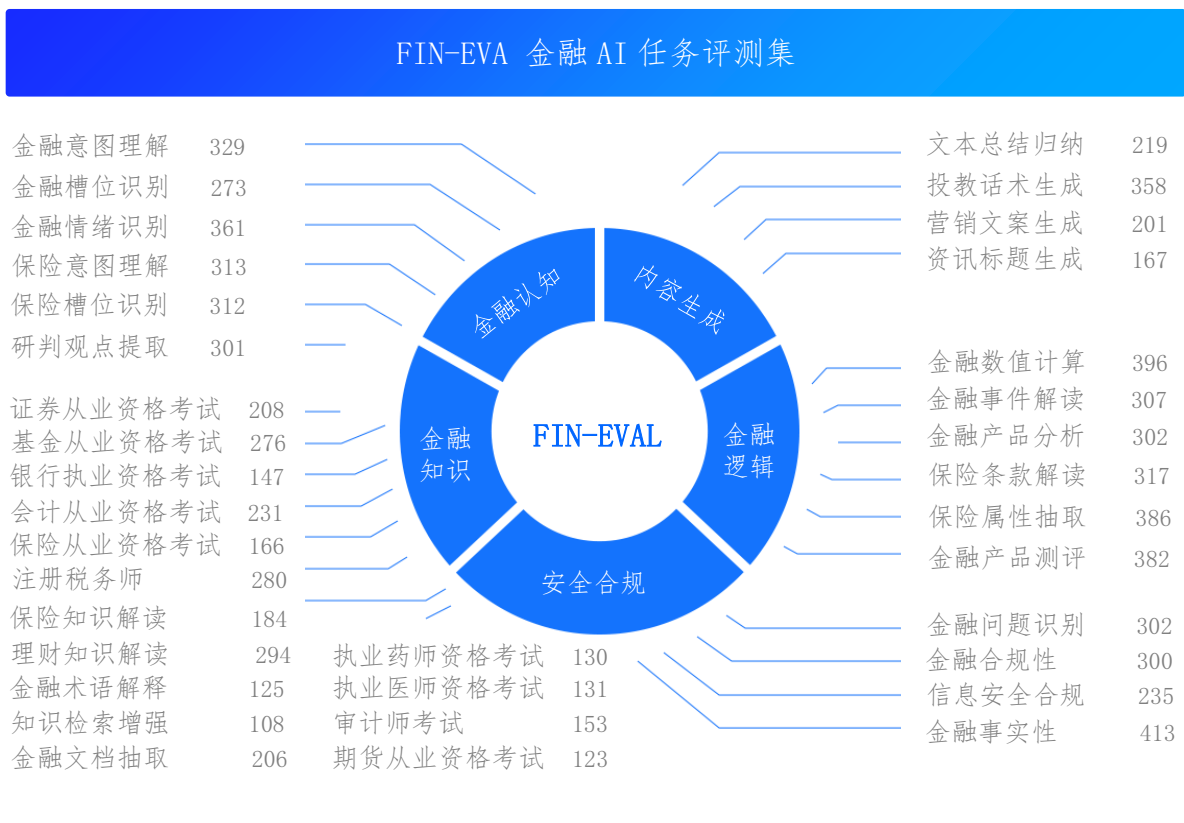 FIN-EVA 金融 AI 任务评测集
金融意图理解 329
金融槽位识别 273
金融情绪识别 361
保险意图理解 313
保险槽位识别 312
研判观点提取 301
证券从业资格考试 208
基金从业资格考试 276
银行执业资格考试 147
会计从业资格考试 231
保险从业资格考试 166
注册税务师 280
保险知识解读 184
理财知识解读 294
金融术语解释 125
知识检索增强 108
金融文档抽取 206
执业药师资格考试 130
执业医师资格考试 131
审计师考试 153
期货从业资格考试 123
金融认知
内容生成
金融
知识
FIN-EVAL
金融
逻辑
安全合规
文本总结归纳 219
投教话术生成 358
营销文案生成 201
资讯标题生成 167
金融数值计算 396
金融事件解读 307
金融产品分析 302
保险条款解读 317
保险属性抽取 386
金融产品测评 382
金融问题识别 302
金融合规性 300
信息安全合规 235
金融事实性 413